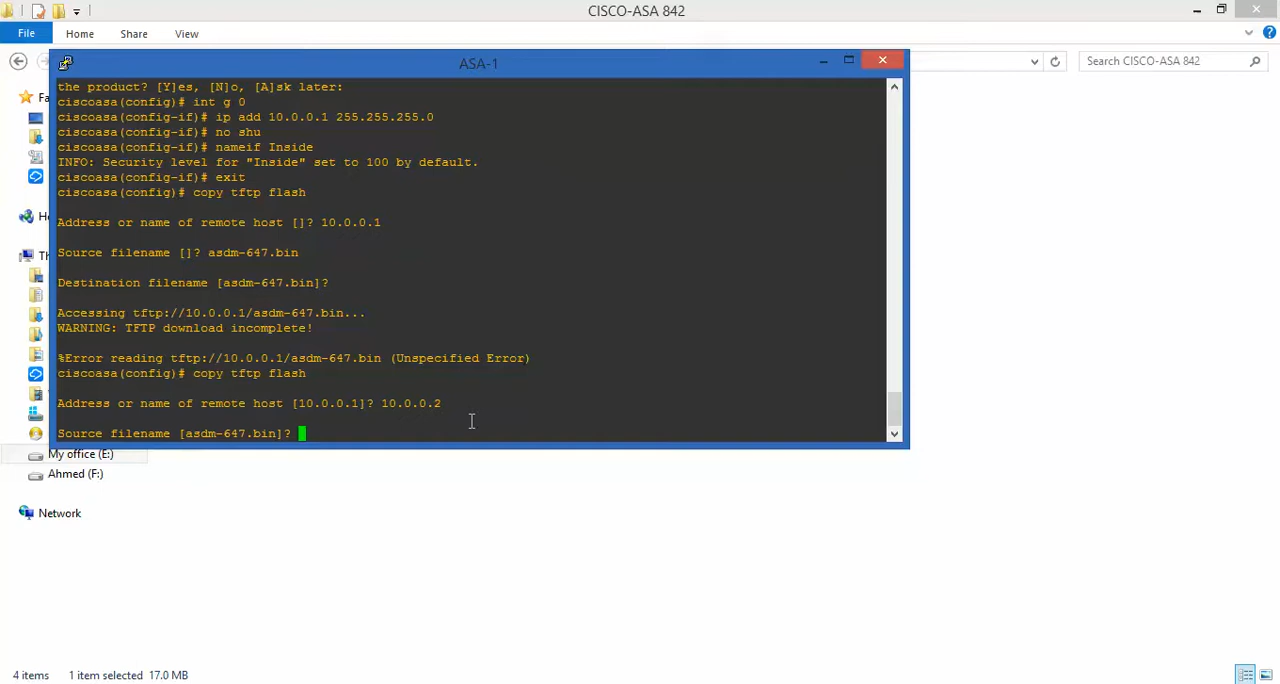 CISCO-ASA 842
File
Home
Share
View
Search CISCO-ASA 842
ASA-1
the product? [Y]es, [N]o, [A]sk later:
ciscoasa(config)# int g 0
ciscoasa(config-if)# ip add 10.0.0.1 255.255.255.0
ciscoasa(config-if)# no shu
ciscoasa(config-if)# nameif Inside
INFO: Security level for "Inside" set to 100 by default.
ciscoasa(config-if)# exit
ciscoasa(config)# copy tftp flash
Address or name of remote host []? 10.0.0.1
Source filename []? asdm-647.bin
Destination filename [asdm-647.bin]?
Accessing tftp://10.0.0.1/asdm-647.bin...
WARNING: TFTP download incomplete!
%Error reading tftp://10.0.0.1/asdm-647.bin (Unspecified Error)
ciscoasa(config)# copy tftp flash
Address or name of remote host [10.0.0.1]? 10.0.0.2
Source filename [asdm-647.bin]?
Fa
H
Th
My office (E:)
Ahmed (F:)
Network
4 items
1 item selected 17.0 MB